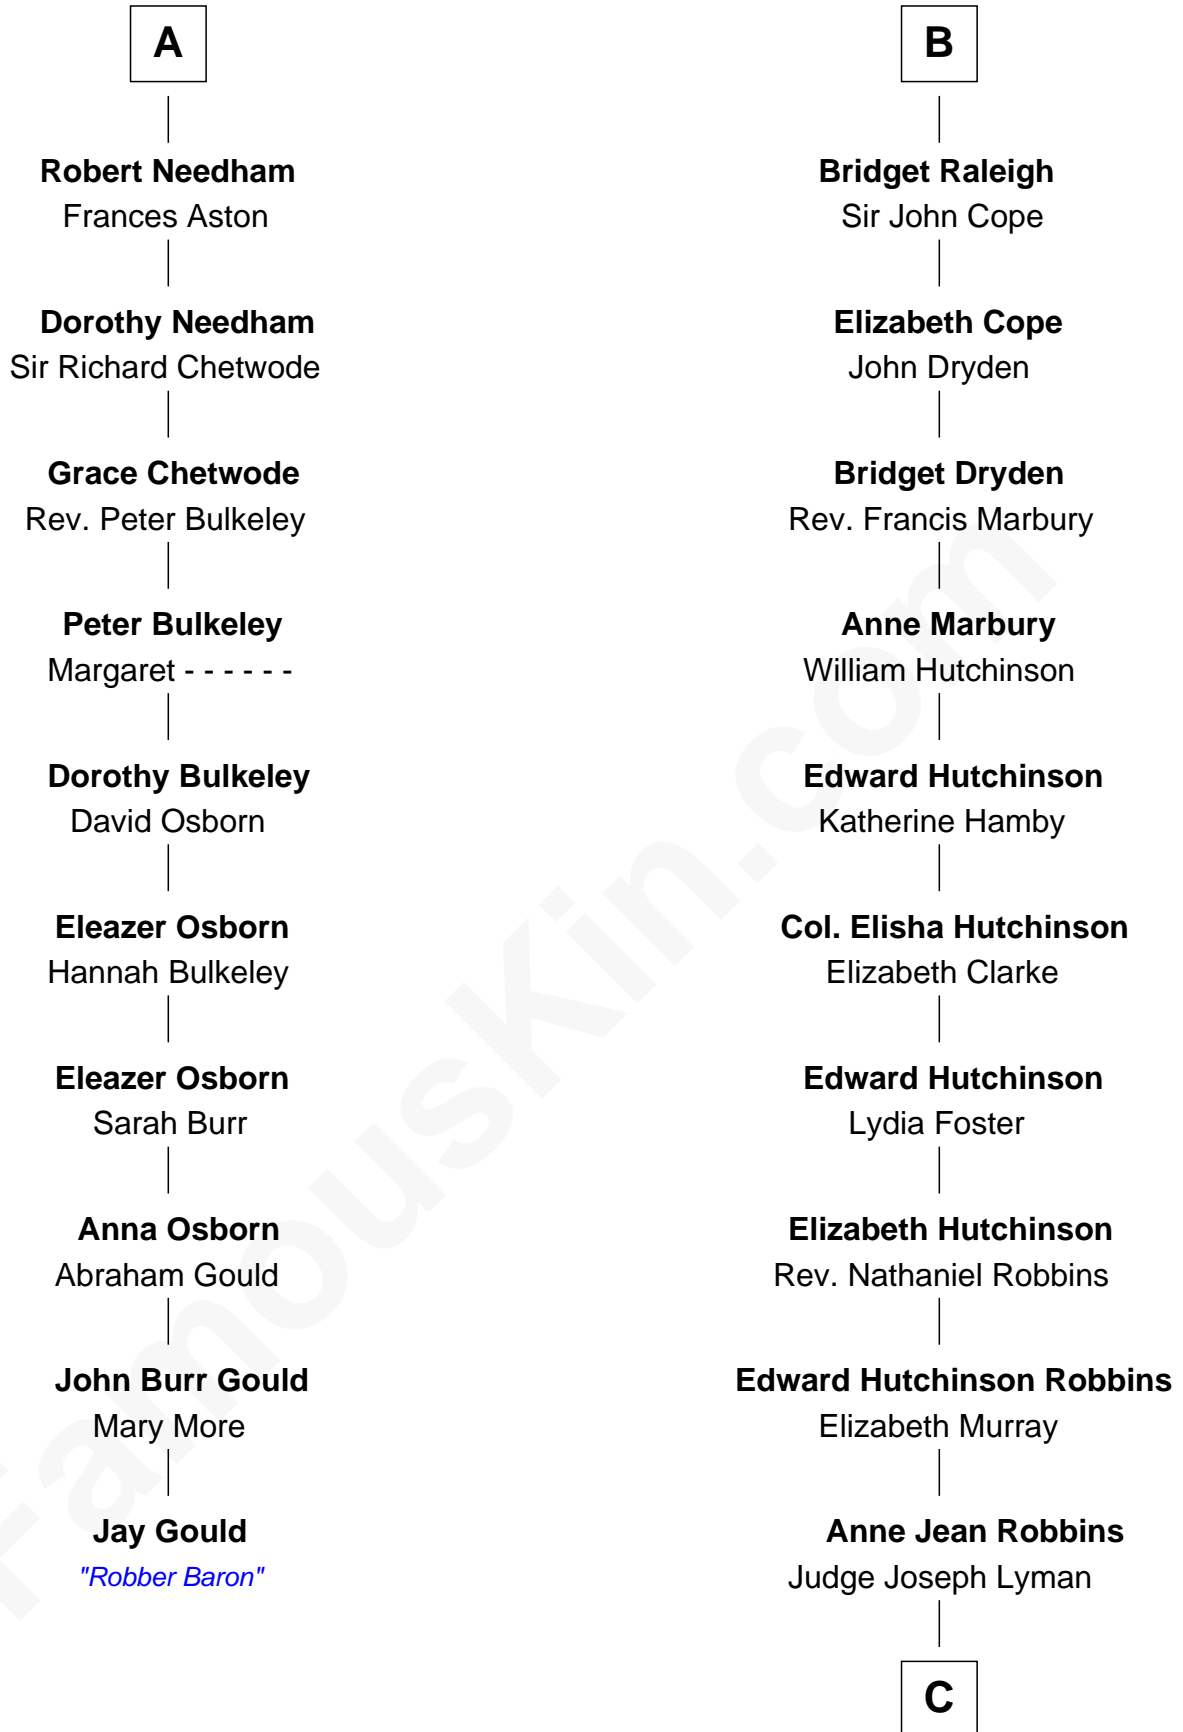 A
Robert Needham
Frances Aston
Dorothy Needham
Sir Richard Chetwode
Grace Chetwode
Rev. Peter Bulkeley
Peter Bulkeley
Margaret - - - - - -
Dorothy Bulkeley
David Osborn
Eleazer Osborn
Hannah Bulkeley
Eleazer Osborn
Sarah Burr
Anna Osborn
Abraham Gould
John Burr Gould
Mary More
Jay Gould
"Robber Baron"
B
Bridget Raleigh
Sir John Cope
Elizabeth Cope
John Dryden
Bridget Dryden
Rev. Francis Marbury
Anne Marbury
William Hutchinson
Edward Hutchinson
Katherine Hamby
Col. Elisha Hutchinson
Elizabeth Clarke
Edward Hutchinson
Lydia Foster
Elizabeth Hutchinson
Rev. Nathaniel Robbins
Edward Hutchinson Robbins
Elizabeth Murray
Anne Jean Robbins
Judge Joseph Lyman
C
FamousKin.com